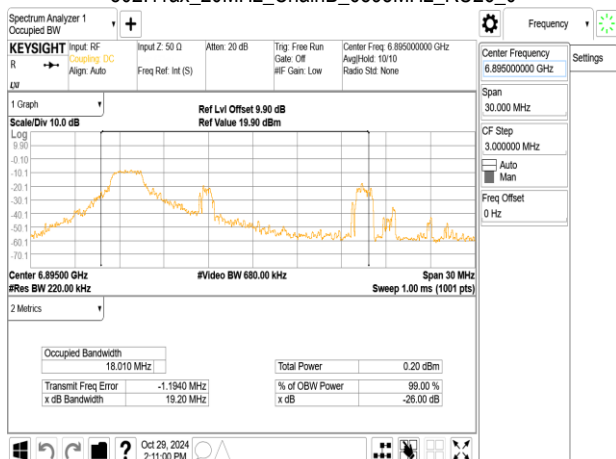 Spectrum Analyzer 1
Occupied BW
+
Frequency
KEYSIGHT
R
LXI
Input: RF
Coupling: DC
Align: Auto
Input Z: 50 Ω
Freq Ref: Int (S)
Atten: 20 dB
Trig: Free Run
Gate: Off
#IF Gain: Low
Center Freq: 6.895000000 GHz
Avg|Hold: 10/10
Radio Std: None
Center Frequency
6.895000000 GHz
Settings
Span
30.000 MHz
CF Step
3.000000 MHz
Auto
Man
Freq Offset
0 Hz
1 Graph
Scale/Div 10.0 dB
Ref Lvl Offset 9.90 dB
Ref Value 19.90 dBm
Log
9.90
-0.10
-10.1
-20.1
-30.1
-40.1
-50.1
-60.1
-70.1
Center 6.89500 GHz
#Res BW 220.00 kHz
#Video BW 680.00 kHz
Span 30 MHz
Sweep 1.00 ms (1001 pts)
2 Metrics
Occupied Bandwidth
18.010 MHz
Total Power 0.20 dBm
Transmit Freq Error -1.1940 MHz
% of OBW Power 99.00 %
x dB Bandwidth 19.20 MHz
x dB -26.00 dB
?
Oct 29, 2024
2:11:00 PM